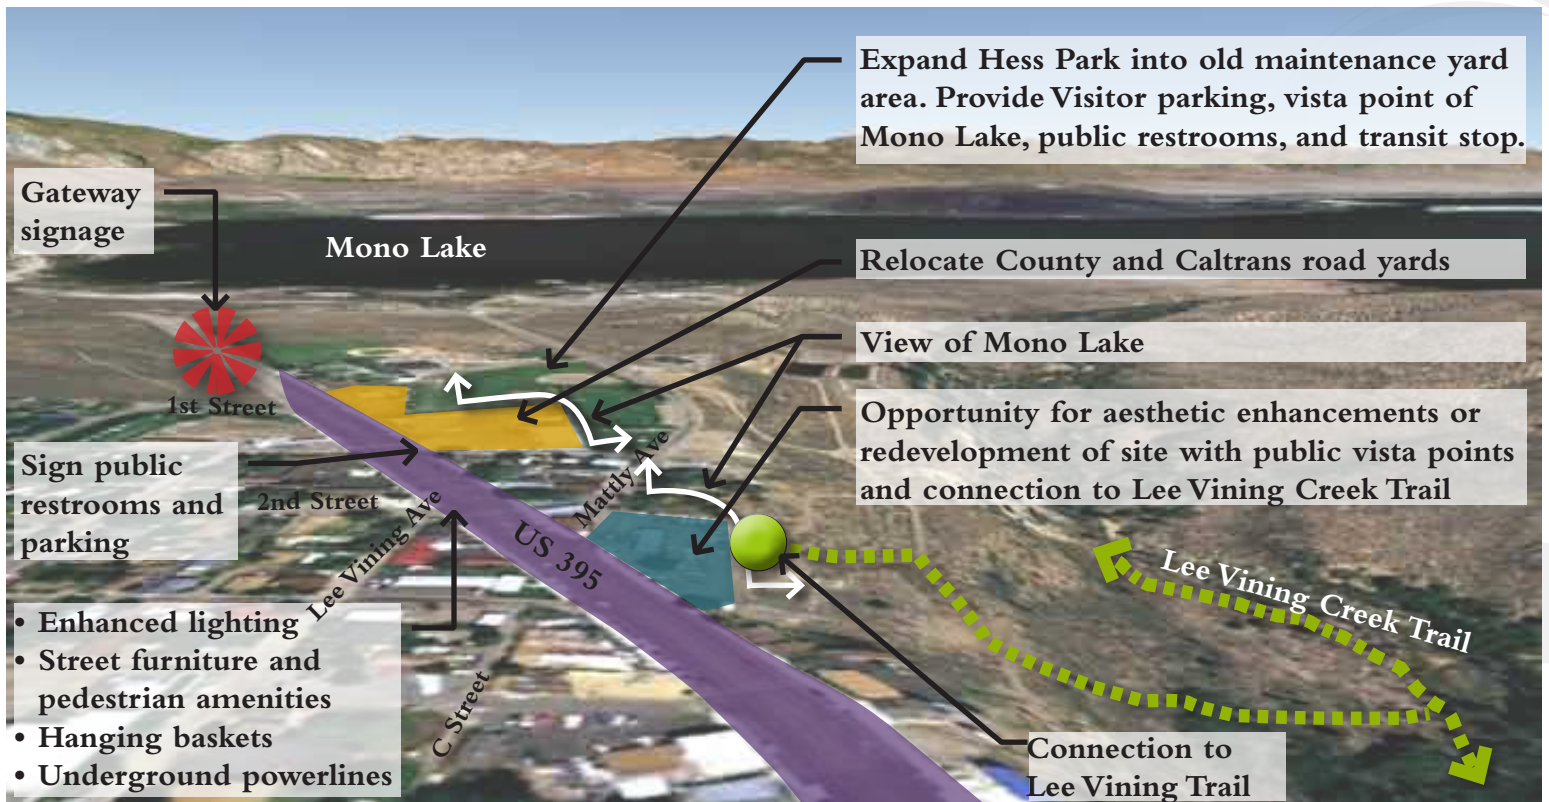 Expand Hess Park into old maintenance yard
area. Provide Visitor parking, vista point of
Mono Lake, public restrooms, and transit stop.
Gateway
signage
Mono Lake
Relocate County and Caltrans road yards
View of Mono Lake
1st Street
Opportunity for aesthetic enhancements or
redevelopment of site with public vista points
and connection to Lee Vining Creek Trail
Sign public
restrooms and
parking
2nd Street
Lee Vining Ave
Mattly Ave
US 395
Lee Vining Creek Trail
• Enhanced lighting
• Street furniture and
pedestrian amenities
• Hanging baskets
• Underground powerlines
C Street
Connection to
Lee Vining Trail